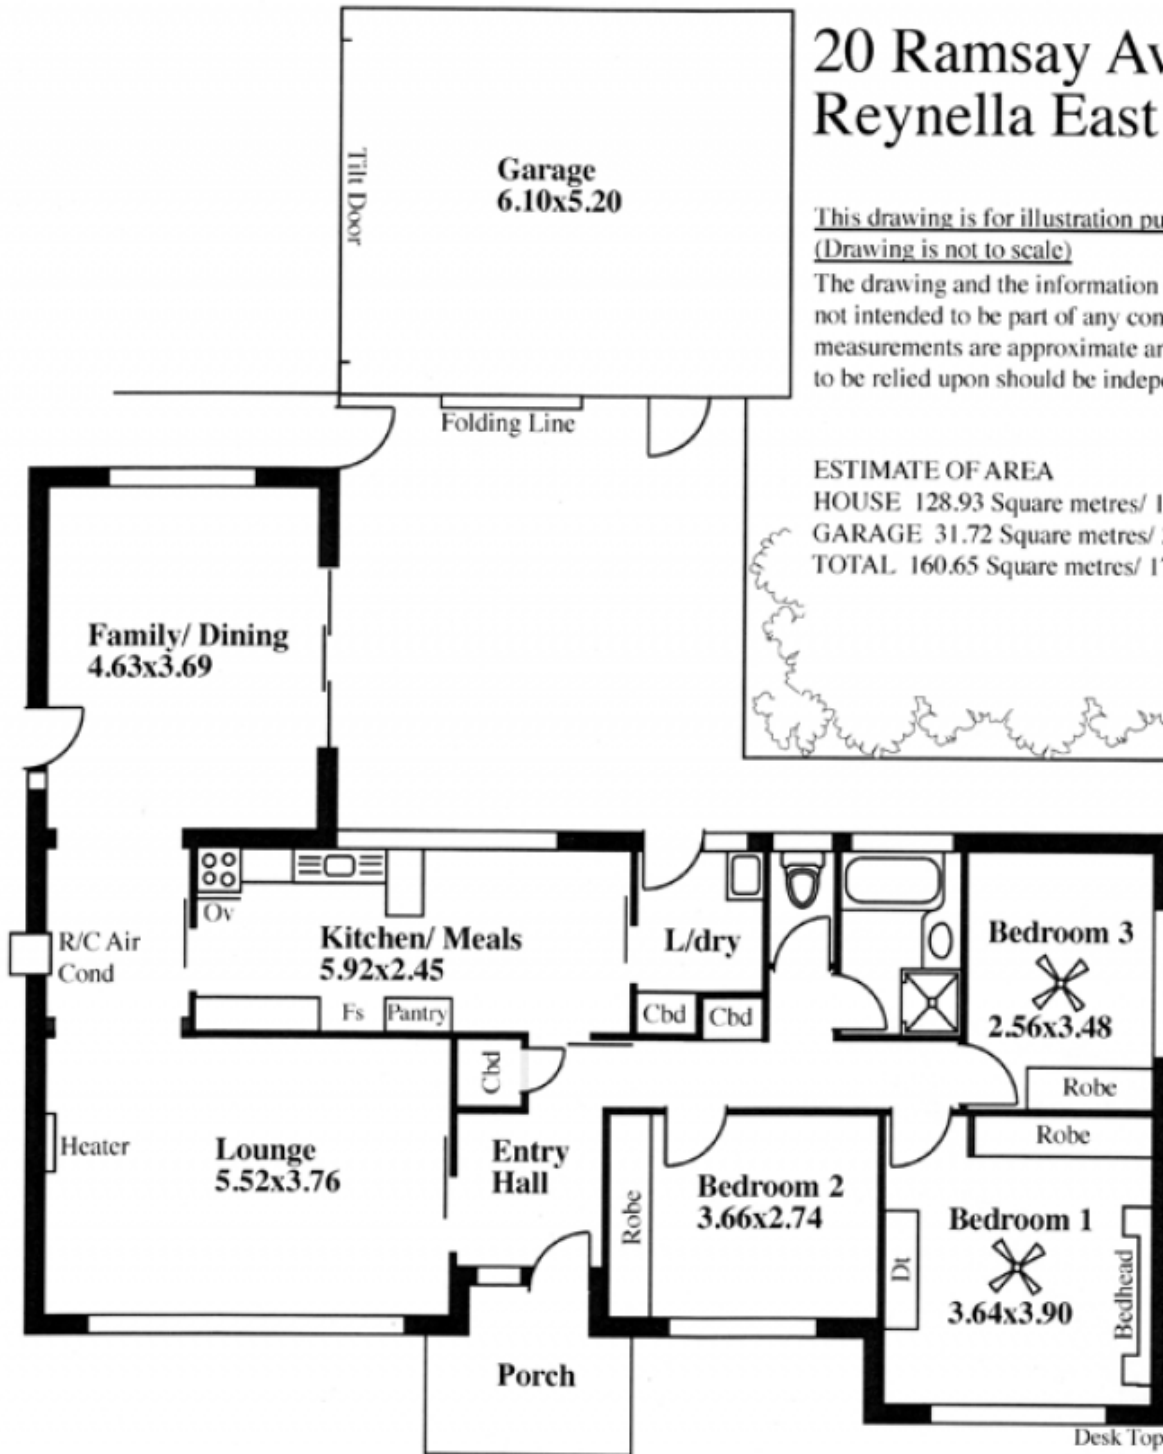 20 Ramsay Av
Reynella East
This drawing is for illustration pu
(Drawing is not to scale)
The drawing and the information
not intended to be part of any con
measurements are approximate an
to be relied upon should be indepe
ESTIMATE OF AREA
HOUSE 128.93 Square metres/ 1
GARAGE 31.72 Square metres/
TOTAL 160.65 Square metres/ 17
Garage
6.10x5.20
Tilt Door
Folding Line
Family/ Dining
4.63x3.69
R/C Air
Cond
Ov
Kitchen/ Meals
5.92x2.45
Fs
Pantry
L/dry
Cbd
Cbd
Bedroom 3
2.56x3.48
Robe
Cbd
Heater
Lounge
5.52x3.76
Entry
Hall
Robe
Bedroom 2
3.66x2.74
Robe
Dt
Bedroom 1
3.64x3.90
Bedhead
Porch
Desk Top